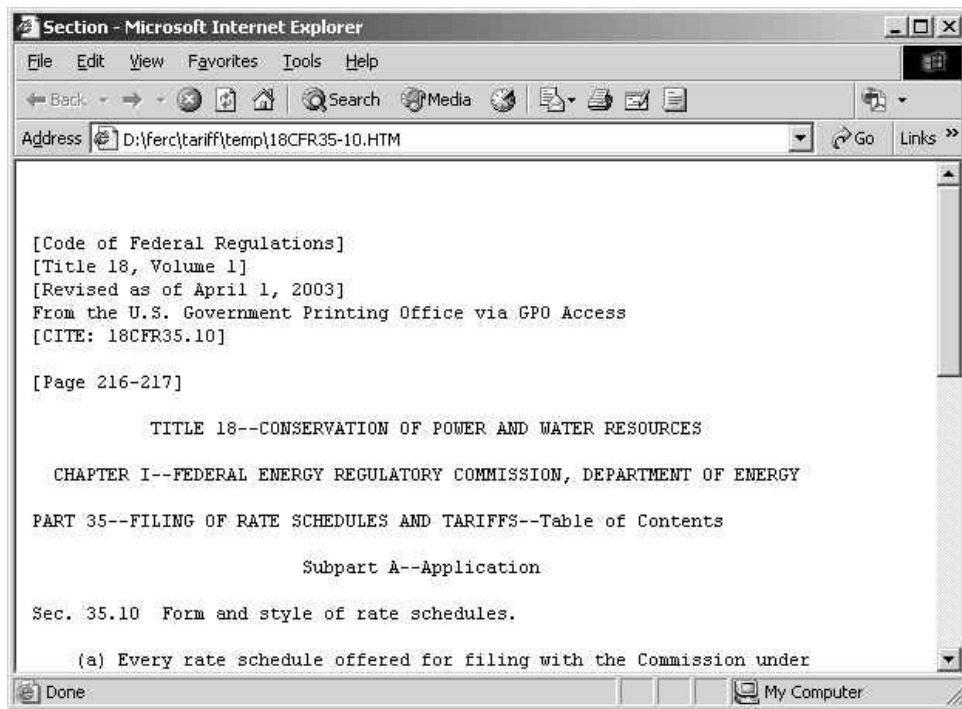 Section - Microsoft Internet Explorer
File Edit View Favorites Tools Help
Back Search Media
Address D:\ferc\tariff\temp\18CFR35-10.HTM Go Links »
[Code of Federal Regulations]
[Title 18, Volume 1]
[Revised as of April 1, 2003]
From the U.S. Government Printing Office via GPO Access
[CITE: 18CFR35.10]
[Page 216-217]
TITLE 18--CONSERVATION OF POWER AND WATER RESOURCES
CHAPTER I--FEDERAL ENERGY REGULATORY COMMISSION, DEPARTMENT OF ENERGY
PART 35--FILING OF RATE SCHEDULES AND TARIFFS--Table of Contents
Subpart A--Application
Sec. 35.10 Form and style of rate schedules.
(a) Every rate schedule offered for filing with the Commission under
Done My Computer